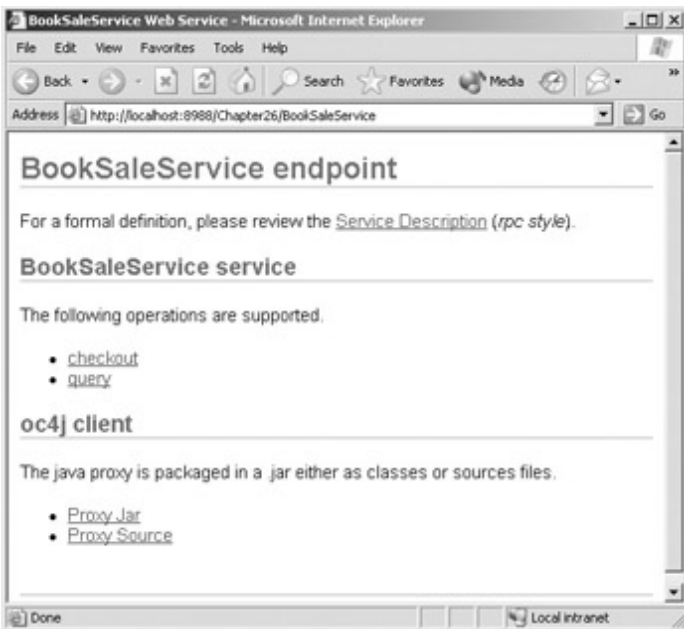 BookSaleService Web Service - Microsoft Internet Explorer
File Edit View Favorites Tools Help
Back Search Favorites Media
Address http://localhost:8988/Chapter26/BookSaleService Go
BookSaleService endpoint
For a formal definition, please review the Service Description (rpc style).
BookSaleService service
The following operations are supported.
• checkout
• query
oc4j client
The java proxy is packaged in a .jar either as classes or sources files.
• Proxy Jar
• Proxy Source
Done Local intranet